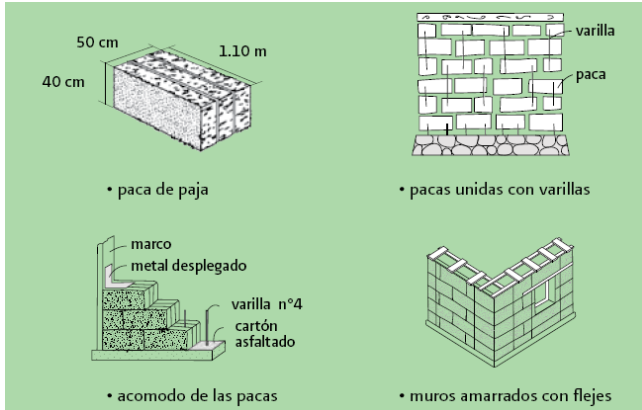 50 cm
1.10 m
40 cm
• paca de paja
varilla
paca
• pacas unidas con varillas
marco
metal desplegado
varilla n°4
cartón
asfaltado
• acomodo de las pacas
• muros amarrados con flejes